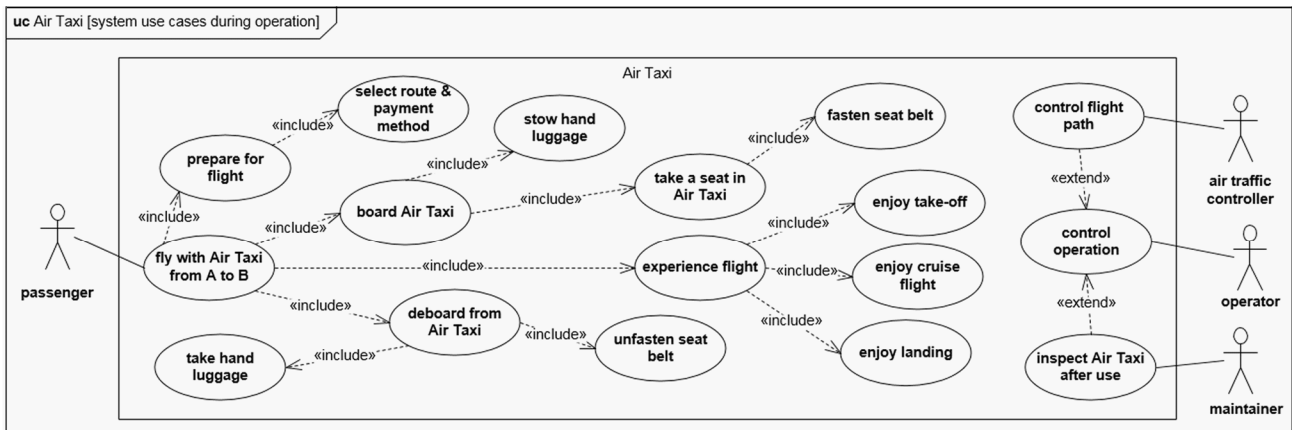 uc Air Taxi [system use cases during operation]
Air Taxi
select route &
payment
method
«include»
prepare for
flight
«include»
stow hand
luggage
«include»
board Air Taxi
«include»
«include»
take a seat in
Air Taxi
fasten seat belt
«include»
passenger
fly with Air Taxi
from A to B
«include»
experience flight
enjoy take-off
«include»
enjoy cruise
flight
«include»
enjoy landing
«include»
«include»
deboard from
Air Taxi
«include»
unfasten seat
belt
«include»
take hand
luggage
control flight
path
«extend»
control
operation
«extend»
inspect Air Taxi
after use
air traffic
controller
operator
maintainer